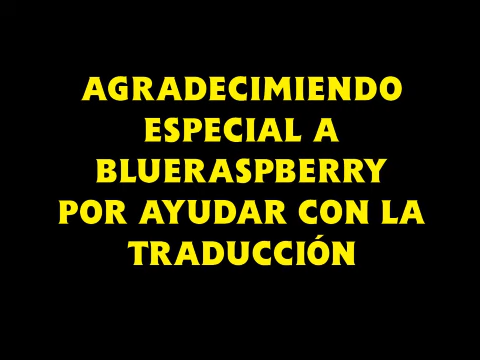 AGRADECIMIENDO
ESPECIAL A
BLUERASPBERRY
POR AYUDAR CON LA
TRADUCCIÓN